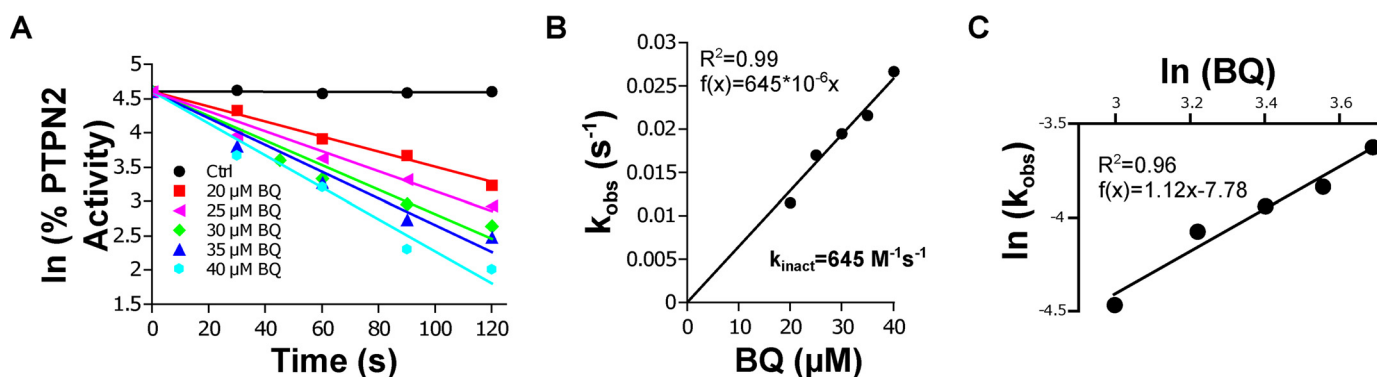 A
ln (% PTPN2
Activity)
5
4.5
4
3.5
3
2.5
2
1.5
Ctrl
20 µM BQ
25 µM BQ
30 µM BQ
35 µM BQ
40 µM BQ
0 20 40 60 80 100 120
Time (s)
B
k_obs (s⁻¹)
0.03
0.025
0.02
0.015
0.01
0.005
0
R²=0.99
f(x)=645*10⁻⁶x
k_inact=645 M⁻¹s⁻¹
0 10 20 30 40
BQ (µM)
C
ln (BQ)
3 3.2 3.4 3.6
ln (k_obs)
-3.5
-4
-4.5
R²=0.96
f(x)=1.12x-7.78